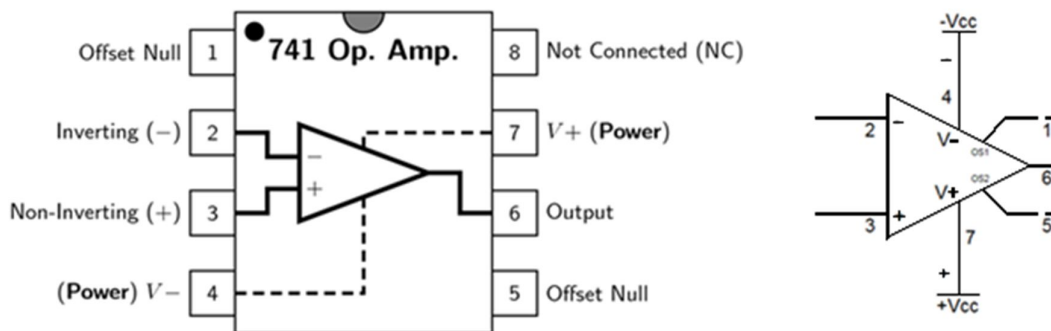 741 Op. Amp.
Offset Null 1
8 Not Connected (NC)
Inverting (−) 2
7 V+ (Power)
Non-Inverting (+) 3
6 Output
(Power) V− 4
5 Offset Null
−
+
-Vcc
−
4
2
−
V-
OS1
1
6
OS2
V+
3
+
5
7
+
+Vcc